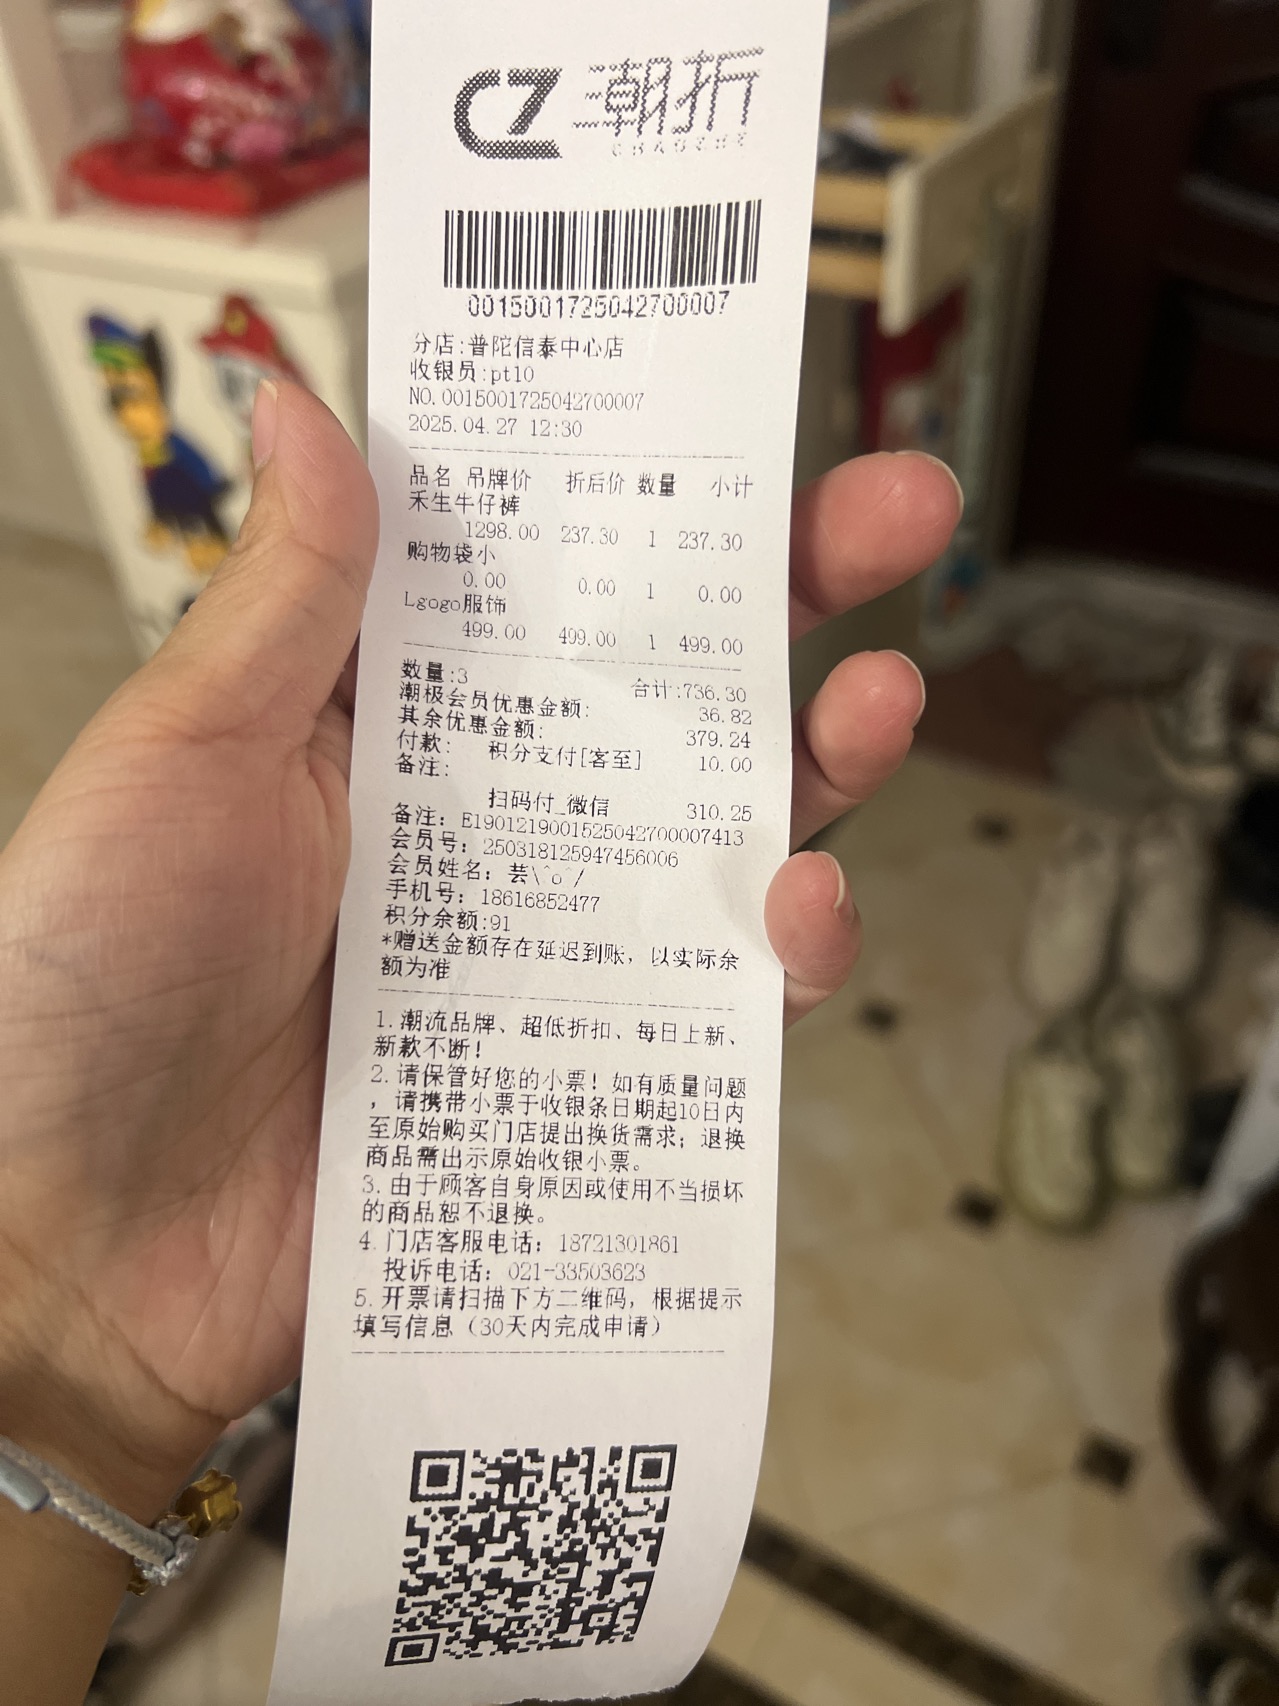 CZ 潮折
CHAOZHE
0015001725042700007
分店:普陀信泰中心店
收银员:pt10
NO.0015001725042700007
2025.04.27 12:30
品名 吊牌价 折后价 数量 小计
禾生牛仔裤
1298.00 237.30 1 237.30
购物袋小
0.00 0.00 1 0.00
Lgogo服饰
499.00 499.00 1 499.00
数量:3 合计:736.30
潮极会员优惠金额: 36.82
其余优惠金额: 379.24
付款: 积分支付[客至] 10.00
备注:
扫码付_微信 310.25
备注: E19012190015250427000074​13
会员号: 250318125947456006
会员姓名: 芸\^o^/
手机号: 18616852477
积分余额:91
*赠送金额存在延迟到账, 以实际余
额为准
1.潮流品牌、超低折扣、每日上新、
新款不断!
2.请保管好您的小票!如有质量问题
,请携带小票于收银条日期起10日内
至原始购买门店提出换货需求;退换
商品需出示原始收银小票。
3.由于顾客自身原因或使用不当损坏
的商品恕不退换。
4.门店客服电话: 18721301861
投诉电话: 021-33503623
5.开票请扫描下方二维码, 根据提示
填写信息(30天内完成申请)